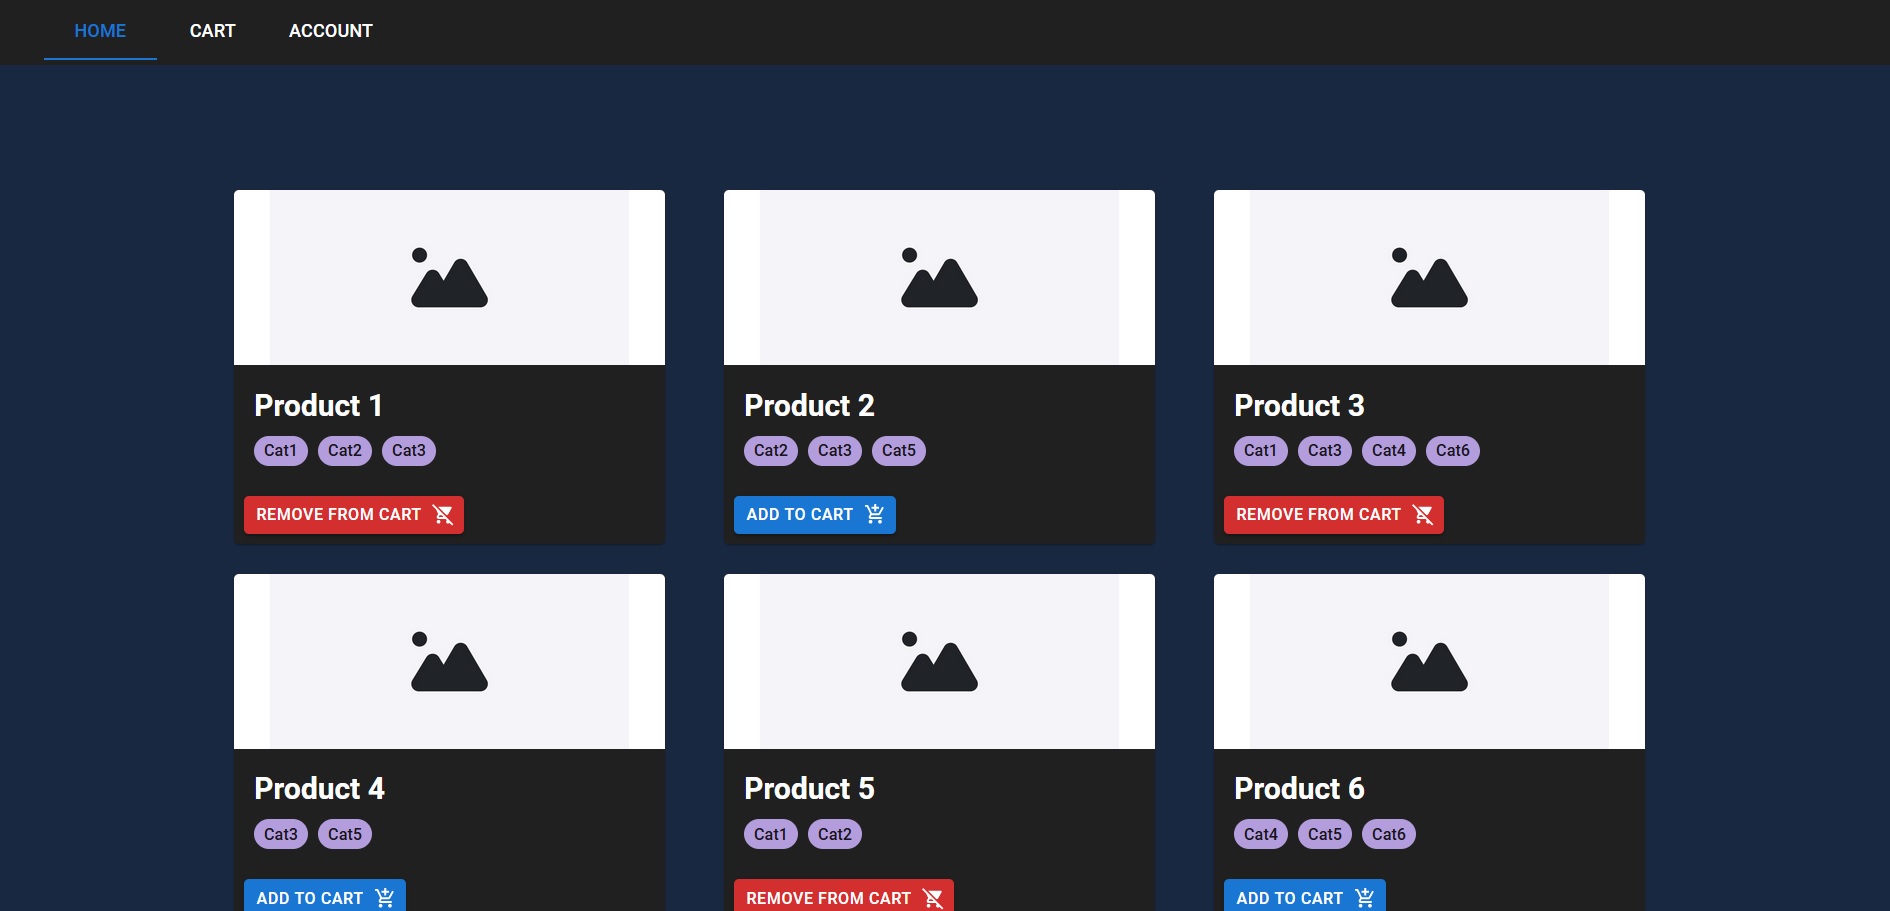 HOME CART ACCOUNT
Product 1
Cat1 Cat2 Cat3
REMOVE FROM CART
Product 2
Cat2 Cat3 Cat5
ADD TO CART
Product 3
Cat1 Cat3 Cat4 Cat6
REMOVE FROM CART
Product 4
Cat3 Cat5
ADD TO CART
Product 5
Cat1 Cat2
REMOVE FROM CART
Product 6
Cat4 Cat5 Cat6
ADD TO CART